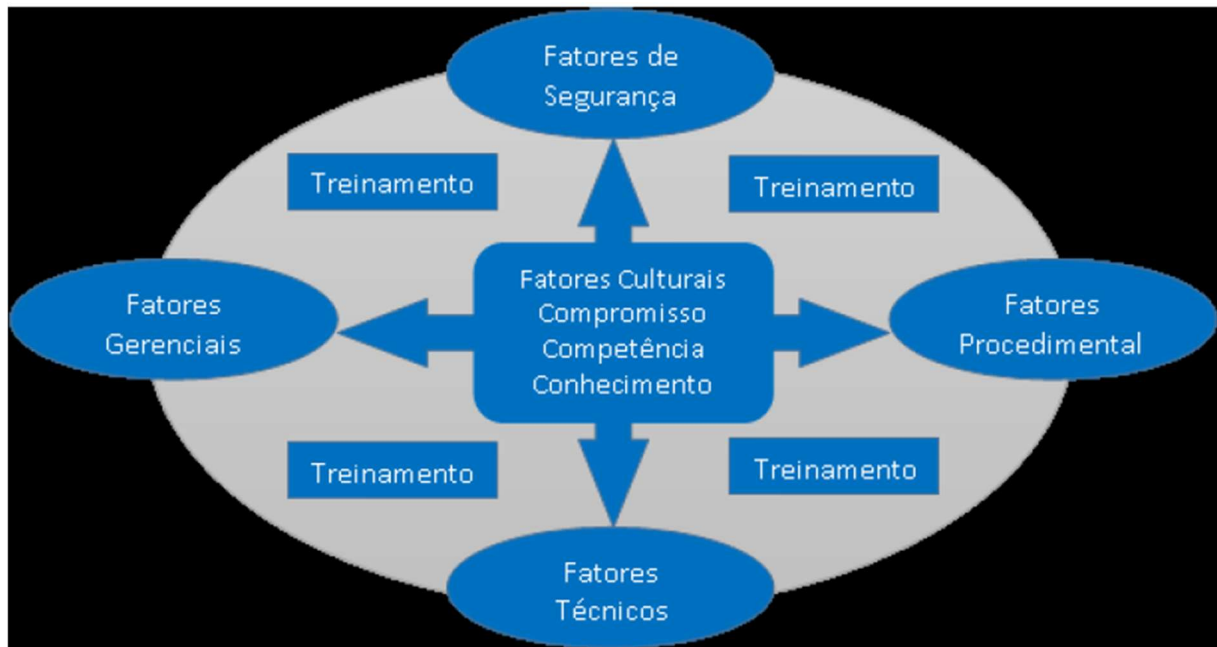 Fatores de
Segurança
Treinamento
Treinamento
Fatores
Gerenciais
Fatores Culturais
Compromisso
Competência
Conhecimento
Fatores
Procedimental
Treinamento
Treinamento
Fatores
Técnicos